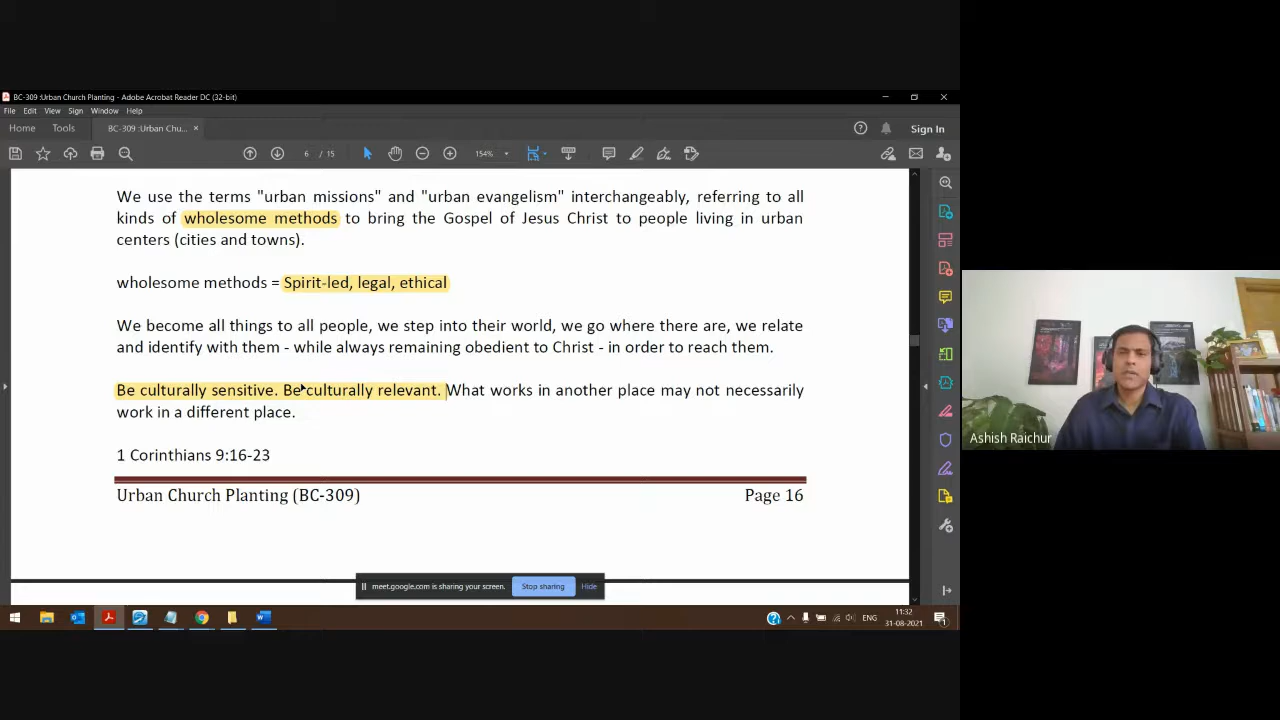 BC-309 :Urban Church Planting - Adobe Acrobat Reader DC (32-bit)
File Edit View Sign Window Help
Home Tools BC-309 :Urban Chu... × Sign In
6 / 15 154%
We use the terms "urban missions" and "urban evangelism" interchangeably, referring to all
kinds of wholesome methods to bring the Gospel of Jesus Christ to people living in urban
centers (cities and towns).
wholesome methods = Spirit-led, legal, ethical
We become all things to all people, we step into their world, we go where there are, we relate
and identify with them - while always remaining obedient to Christ - in order to reach them.
Be culturally sensitive. Be culturally relevant. What works in another place may not necessarily
work in a different place.
1 Corinthians 9:16-23
Urban Church Planting (BC-309) Page 16
meet.google.com is sharing your screen. Stop sharing Hide
ENG 11:32
31-08-2021
Ashish Raichur